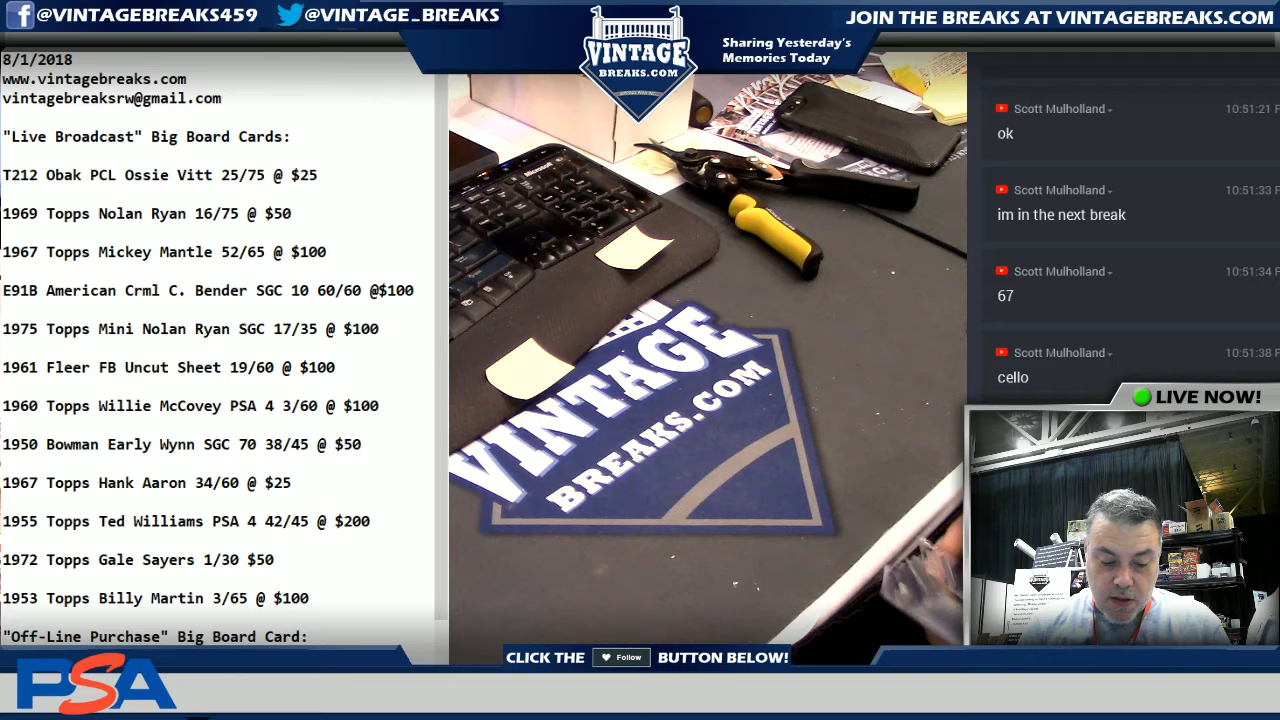 @VINTAGEBREAKS459
@VINTAGE_BREAKS
VINTAGE
BREAKS.COM
Sharing Yesterday's
Memories Today
JOIN THE BREAKS AT VINTAGEBREAKS.COM
8/1/2018
www.vintagebreaks.com
vintagebreaksrw@gmail.com
"Live Broadcast" Big Board Cards:
T212 Obak PCL Ossie Vitt 25/75 @ $25
1969 Topps Nolan Ryan 16/75 @ $50
1967 Topps Mickey Mantle 52/65 @ $100
E91B American Crml C. Bender SGC 10 60/60 @$100
1975 Topps Mini Nolan Ryan SGC 17/35 @ $100
1961 Fleer FB Uncut Sheet 19/60 @ $100
1960 Topps Willie McCovey PSA 4 3/60 @ $100
1950 Bowman Early Wynn SGC 70 38/45 @ $50
1967 Topps Hank Aaron 34/60 @ $25
1955 Topps Ted Williams PSA 4 42/45 @ $200
1972 Topps Gale Sayers 1/30 $50
1953 Topps Billy Martin 3/65 @ $100
"Off-Line Purchase" Big Board Card:
Microsoft
VINTAGE
BREAKS.COM
Scott Mulholland 10:51:21 P
ok
Scott Mulholland 10:51:33 P
im in the next break
Scott Mulholland 10:51:34 P
67
Scott Mulholland 10:51:38 P
cello
LIVE NOW!
CLICK THE Follow BUTTON BELOW!
PSA